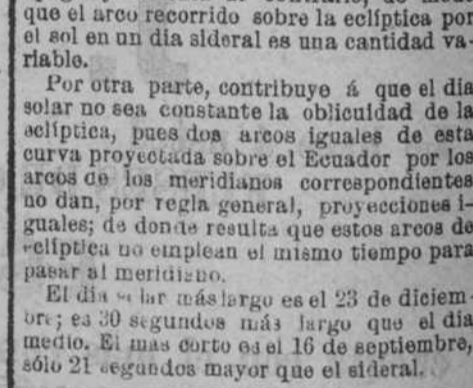 que el arco recorrido sobre la eclíptica por
el sol en un dia sideral es una cantidad va-
riable.
Por otra parte, contribuye á que el dia
solar no sea constante la oblicuidad de la
eclíptica, pues dos arcos iguales de esta
curva proyectada sobre el Ecuador por los
arcos de los meridianos correspondientes
no dan, por regla general, proyecciones i-
guales; de donde resulta que estos arcos de
eclíptica no emplean el mismo tiempo para
pasar al meridiano.
El dia solar más largo es el 23 de diciem-
bre; es 30 segundos más largo que el dia
medio. El mas corto es el 16 de septiembre,
sólo 21 segundos mayor que el sideral.